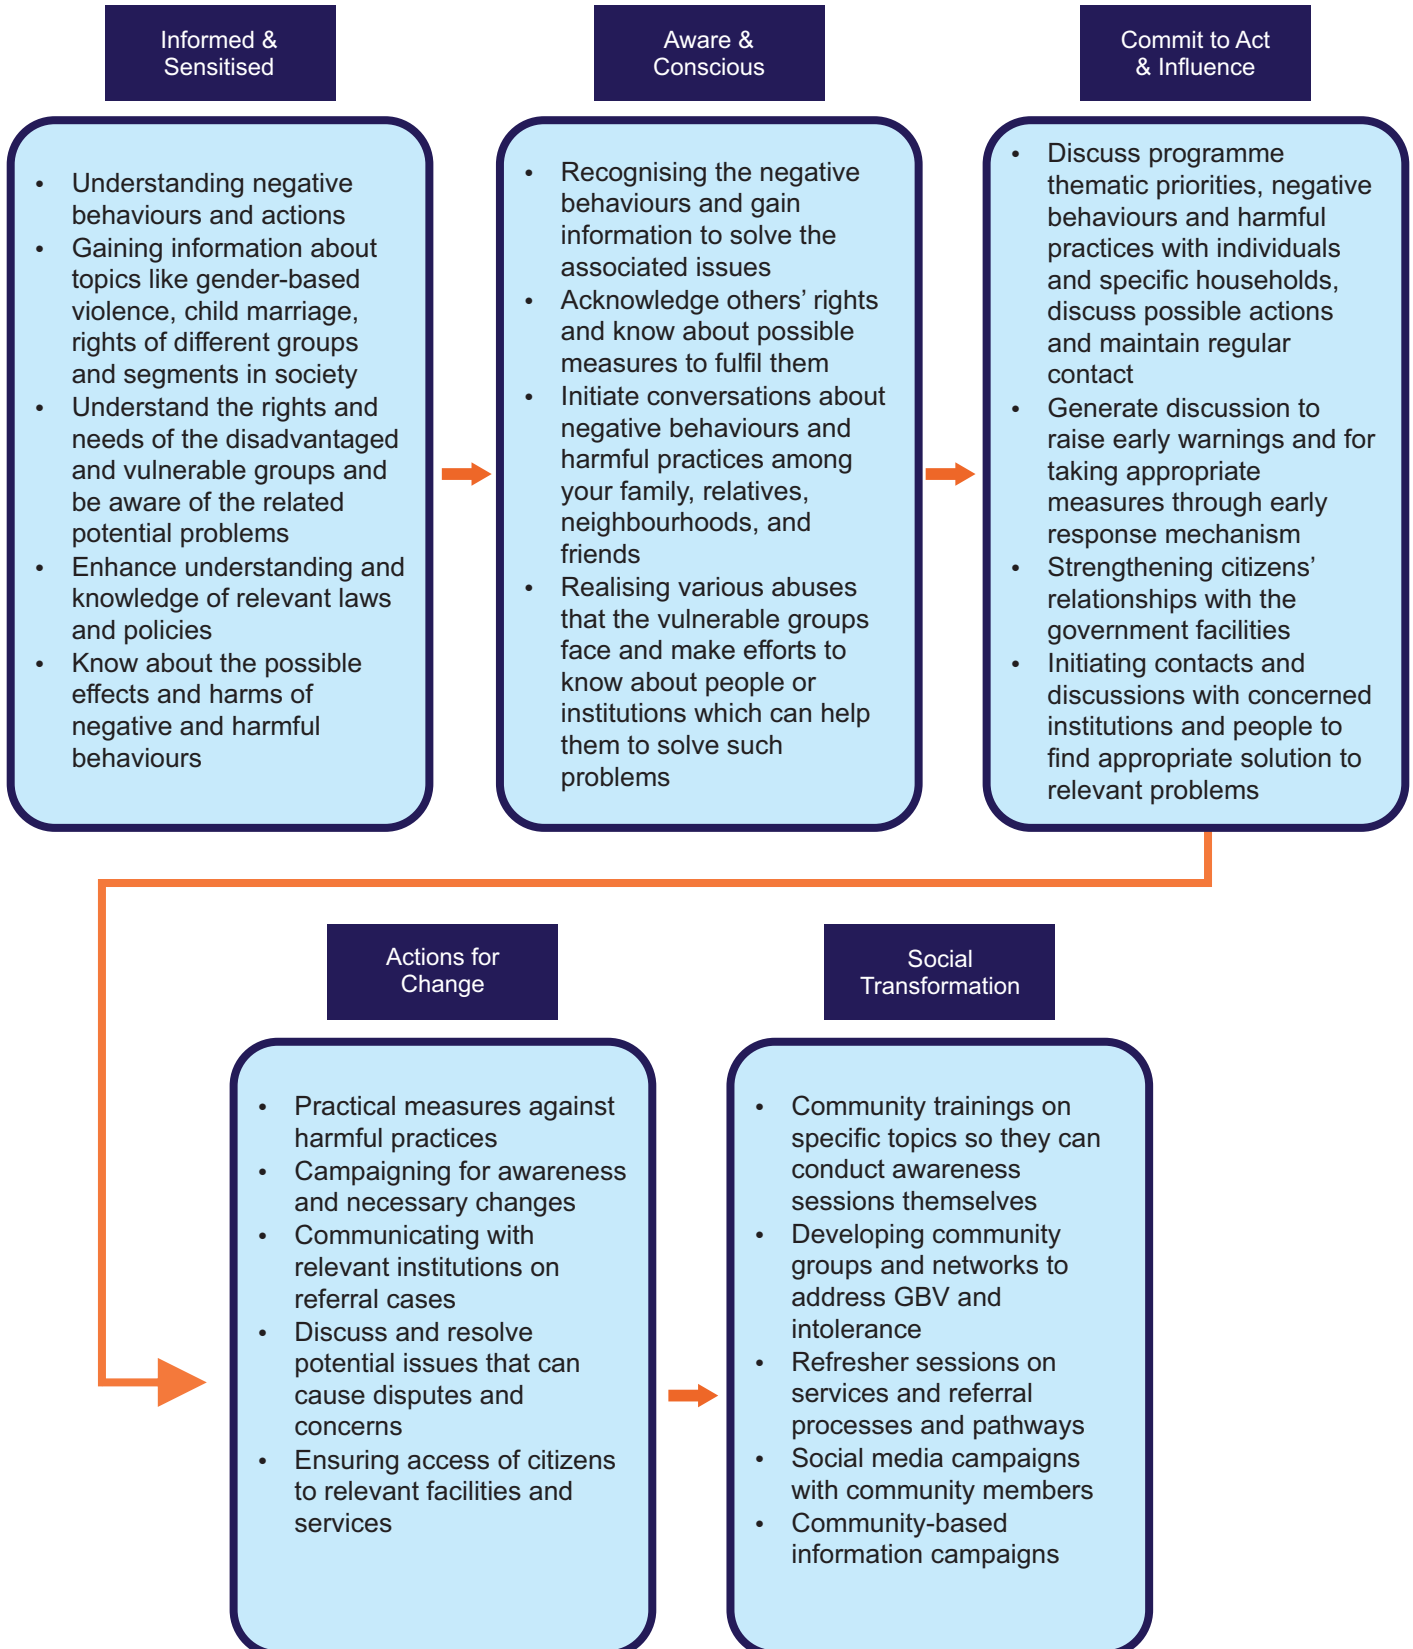 Informed &
Sensitised
• Understanding negative
behaviours and actions
• Gaining information about
topics like gender-based
violence, child marriage,
rights of different groups
and segments in society
• Understand the rights and
needs of the disadvantaged
and vulnerable groups and
be aware of the related
potential problems
• Enhance understanding and
knowledge of relevant laws
and policies
• Know about the possible
effects and harms of
negative and harmful
behaviours
Aware &
Conscious
• Recognising the negative
behaviours and gain
information to solve the
associated issues
• Acknowledge others’ rights
and know about possible
measures to fulfil them
• Initiate conversations about
negative behaviours and
harmful practices among
your family, relatives,
neighbourhoods, and
friends
• Realising various abuses
that the vulnerable groups
face and make efforts to
know about people or
institutions which can help
them to solve such
problems
Commit to Act
& Influence
• Discuss programme
thematic priorities, negative
behaviours and harmful
practices with individuals
and specific households,
discuss possible actions
and maintain regular
contact
• Generate discussion to
raise early warnings and for
taking appropriate
measures through early
response mechanism
• Strengthening citizens’
relationships with the
government facilities
• Initiating contacts and
discussions with concerned
institutions and people to
find appropriate solution to
relevant problems
Actions for
Change
• Practical measures against
harmful practices
• Campaigning for awareness
and necessary changes
• Communicating with
relevant institutions on
referral cases
• Discuss and resolve
potential issues that can
cause disputes and
concerns
• Ensuring access of citizens
to relevant facilities and
services
Social
Transformation
• Community trainings on
specific topics so they can
conduct awareness
sessions themselves
• Developing community
groups and networks to
address GBV and
intolerance
• Refresher sessions on
services and referral
processes and pathways
• Social media campaigns
with community members
• Community-based
information campaigns